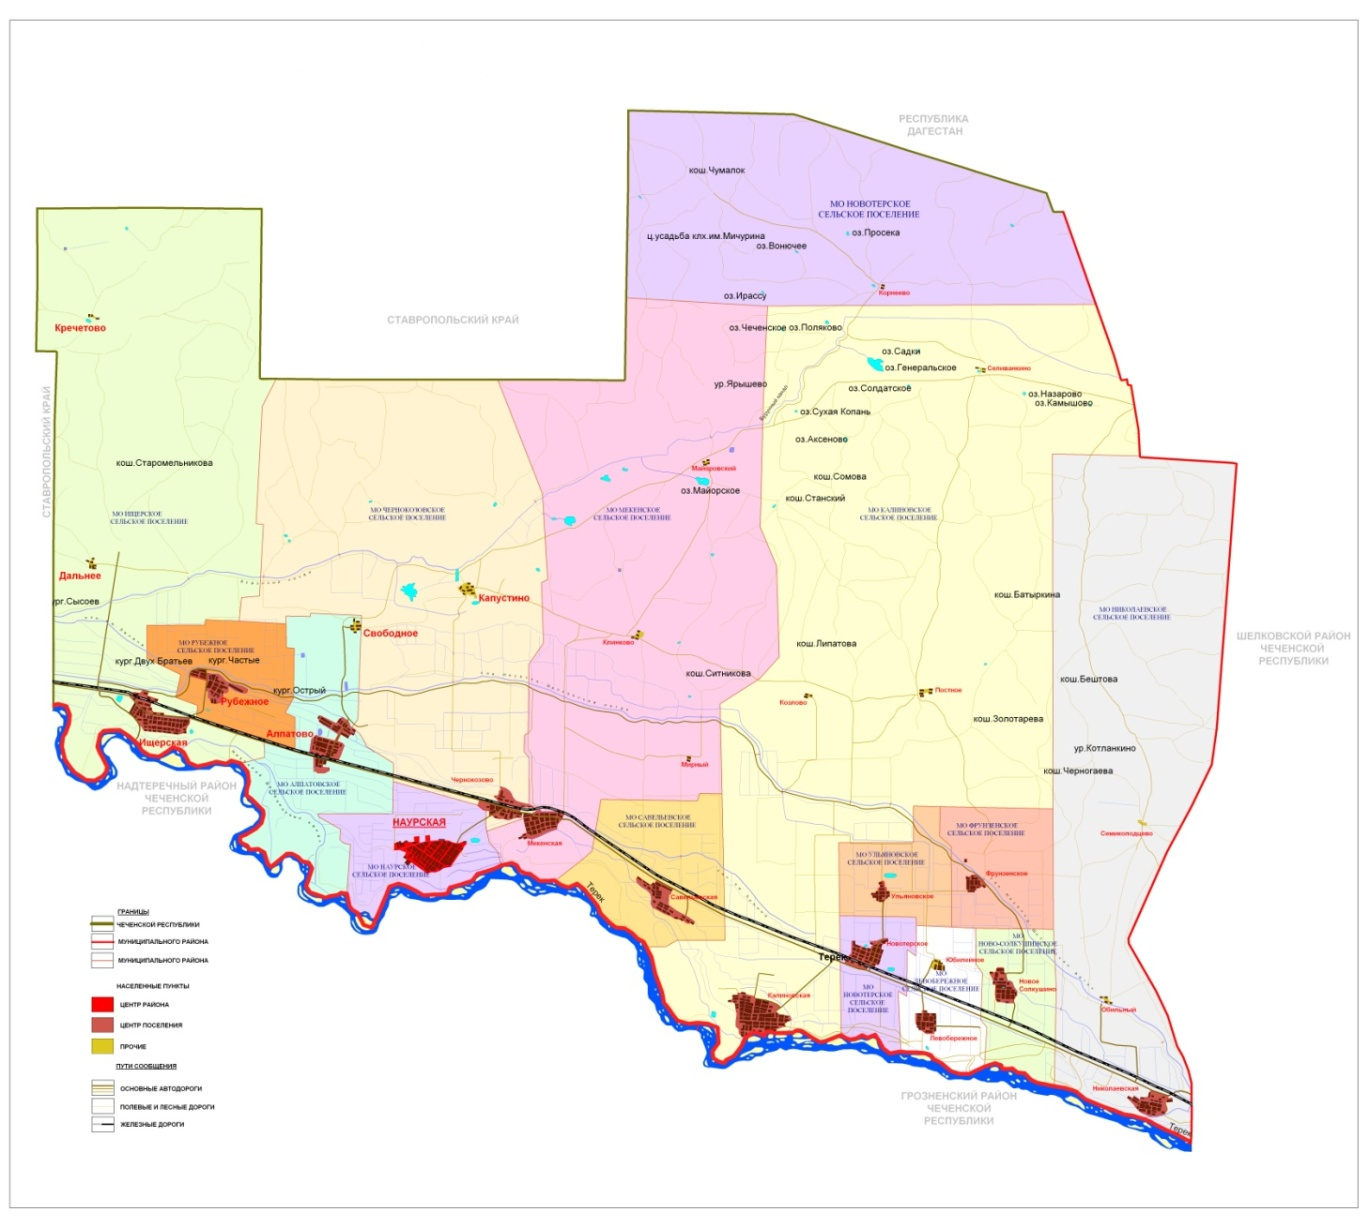 РЕСПУБЛИКА
ДАГЕСТАН
кош.Чумалок
МО НОВОТЕРСКОЕ
СЕЛЬСКОЕ ПОСЕЛЕНИЕ
ц.усадьба клх.им.Мичурина
оз.Вонючее
оз.Просека
оз.Ирассу
Корнеево
СТАВРОПОЛЬСКИЙ КРАЙ
Кречетово
оз.Чеченское
оз.Поляково
оз.Садки
оз.Генеральское
Селиванкино
ур.Ярышево
оз.Солдатское
оз.Назарово
оз.Камышово
оз.Сухая Копань
оз.Аксеново
СТАВРОПОЛЬСКИЙ КРАЙ
кош.Старомельникова
Майоровский
оз.Майорское
кош.Сомова
кош.Станский
МО ИЩЕРСКОЕ
СЕЛЬСКОЕ ПОСЕЛЕНИЕ
МО ЧЕРНОКОЗОВСКОЕ
СЕЛЬСКОЕ ПОСЕЛЕНИЕ
МО МЕКЕНСКОЕ
СЕЛЬСКОЕ ПОСЕЛЕНИЕ
МО КАЛИНОВСКОЕ
СЕЛЬСКОЕ ПОСЕЛЕНИЕ
Дальнее
ург.Сысоев
Капустино
кош.Батыркина
МО НИКОЛАЕВСКОЕ
СЕЛЬСКОЕ ПОСЕЛЕНИЕ
Свободное
МО РУБЕЖНОЕ
СЕЛЬСКОЕ ПОСЕЛЕНИЕ
Клинково
кош.Липатова
ШЕЛКОВСКОЙ РАЙОН
ЧЕЧЕНСКОЙ
РЕСПУБЛИКИ
кург.Двух Братьев
кург.Частые
кош.Ситникова
кош.Бештова
кург.Острый
Рубежное
Козлово
Постное
кош.Золотарева
Ищерская
Алпатово
ур.Котланкино
Мирный
кош.Черногаева
НАДТЕРЕЧНЫЙ РАЙОН
ЧЕЧЕНСКОЙ
РЕСПУБЛИКИ
МО АЛПАТОВСКОЕ
СЕЛЬСКОЕ ПОСЕЛЕНИЕ
Чернокозово
НАУРСКАЯ
МО САВЕЛЬЕВСКОЕ
СЕЛЬСКОЕ ПОСЕЛЕНИЕ
МО ФРУНЗЕНСКОЕ
СЕЛЬСКОЕ ПОСЕЛЕНИЕ
Семиколодцево
Мекенская
МО НАУРСКОЕ
СЕЛЬСКОЕ ПОСЕЛЕНИЕ
МО УЛЬЯНОВСКОЕ
СЕЛЬСКОЕ ПОСЕЛЕНИЕ
Фрунзенское
Терек
Савельевская
Ульяновское
ГРАНИЦЫ
ЧЕЧЕНСКОЙ РЕСПУБЛИКИ
МУНИЦИПАЛЬНОГО РАЙОНА
МУНИЦИПАЛЬНОГО РАЙОНА
Новотерское
Терек
Юбилейное
МО
НОВО-СОЛКУШИНСКОЕ
СЕЛЬСКОЕ ПОСЕЛЕНИЕ
МО
ЛЕВОБЕРЕЖНОЕ
СЕЛЬСКОЕ ПОСЕЛЕНИЕ
Новое
Солкушино
МО
НОВОТЕРСКОЕ
СЕЛЬСКОЕ
ПОСЕЛЕНИЕ
Калиновская
Обильный
Левобережное
НАСЕЛЕННЫЕ ПУНКТЫ
ЦЕНТР РАЙОНА
ЦЕНТР ПОСЕЛЕНИЯ
ПРОЧИЕ
ПУТИ СООБЩЕНИЯ
ОСНОВНЫЕ АВТОДОРОГИ
ПОЛЕВЫЕ И ЛЕСНЫЕ ДОРОГИ
ЖЕЛЕЗНЫЕ ДОРОГИ
ГРОЗНЕНСКИЙ РАЙОН
ЧЕЧЕНСКОЙ
РЕСПУБЛИКИ
Николаевская
Терек